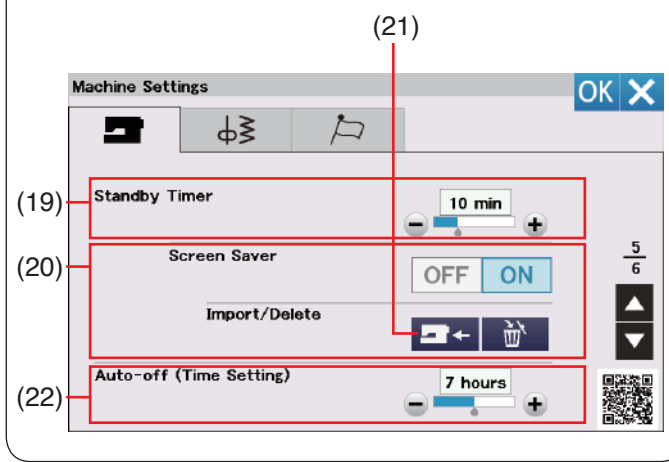 (21)
Machine Settings
OK
(19)
Standby Timer
10 min
(20)
Screen Saver
OFF ON
5
6
Import/Delete
(22)
Auto-off (Time Setting)
7 hours